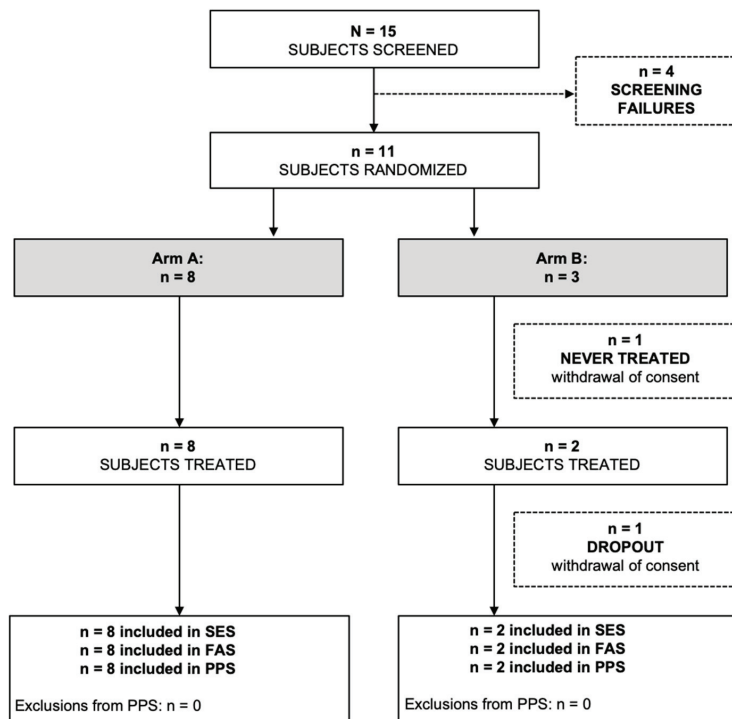 N = 15
SUBJECTS SCREENED
n = 4
SCREENING
FAILURES
n = 11
SUBJECTS RANDOMIZED
Arm A:
n = 8
Arm B:
n = 3
n = 1
NEVER TREATED
withdrawal of consent
n = 8
SUBJECTS TREATED
n = 2
SUBJECTS TREATED
n = 1
DROPOUT
withdrawal of consent
n = 8 included in SES
n = 8 included in FAS
n = 8 included in PPS
Exclusions from PPS: n = 0
n = 2 included in SES
n = 2 included in FAS
n = 2 included in PPS
Exclusions from PPS: n = 0